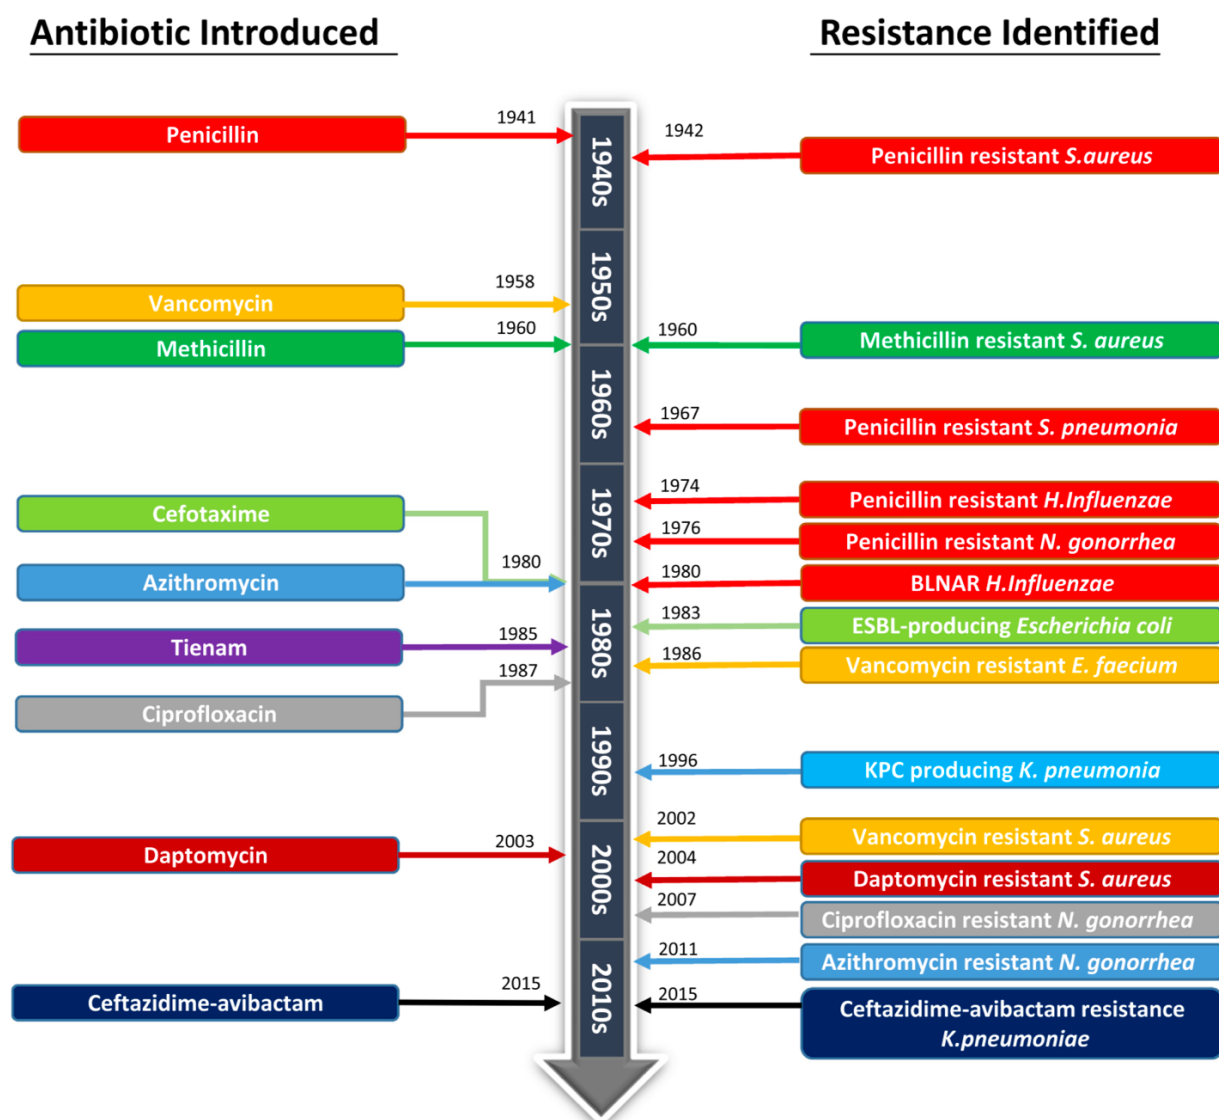 Antibiotic Introduced
Resistance Identified
Penicillin
1941
1942
Penicillin resistant S.aureus
1940s
Vancomycin
1958
1950s
Methicillin
1960
1960
Methicillin resistant S. aureus
1960s
1967
Penicillin resistant S. pneumonia
1970s
1974
Penicillin resistant H.Influenzae
Cefotaxime
1976
Penicillin resistant N. gonorrhea
Azithromycin
1980
1980
BLNAR H.Influenzae
1980s
1983
ESBL-producing Escherichia coli
Tienam
1985
1986
Vancomycin resistant E. faecium
Ciprofloxacin
1987
1990s
1996
KPC producing K. pneumonia
2002
Vancomycin resistant S. aureus
Daptomycin
2003
2000s
2004
Daptomycin resistant S. aureus
2007
Ciprofloxacin resistant N. gonorrhea
2011
Azithromycin resistant N. gonorrhea
2010s
Ceftazidime-avibactam
2015
2015
Ceftazidime-avibactam resistance
K.pneumoniae